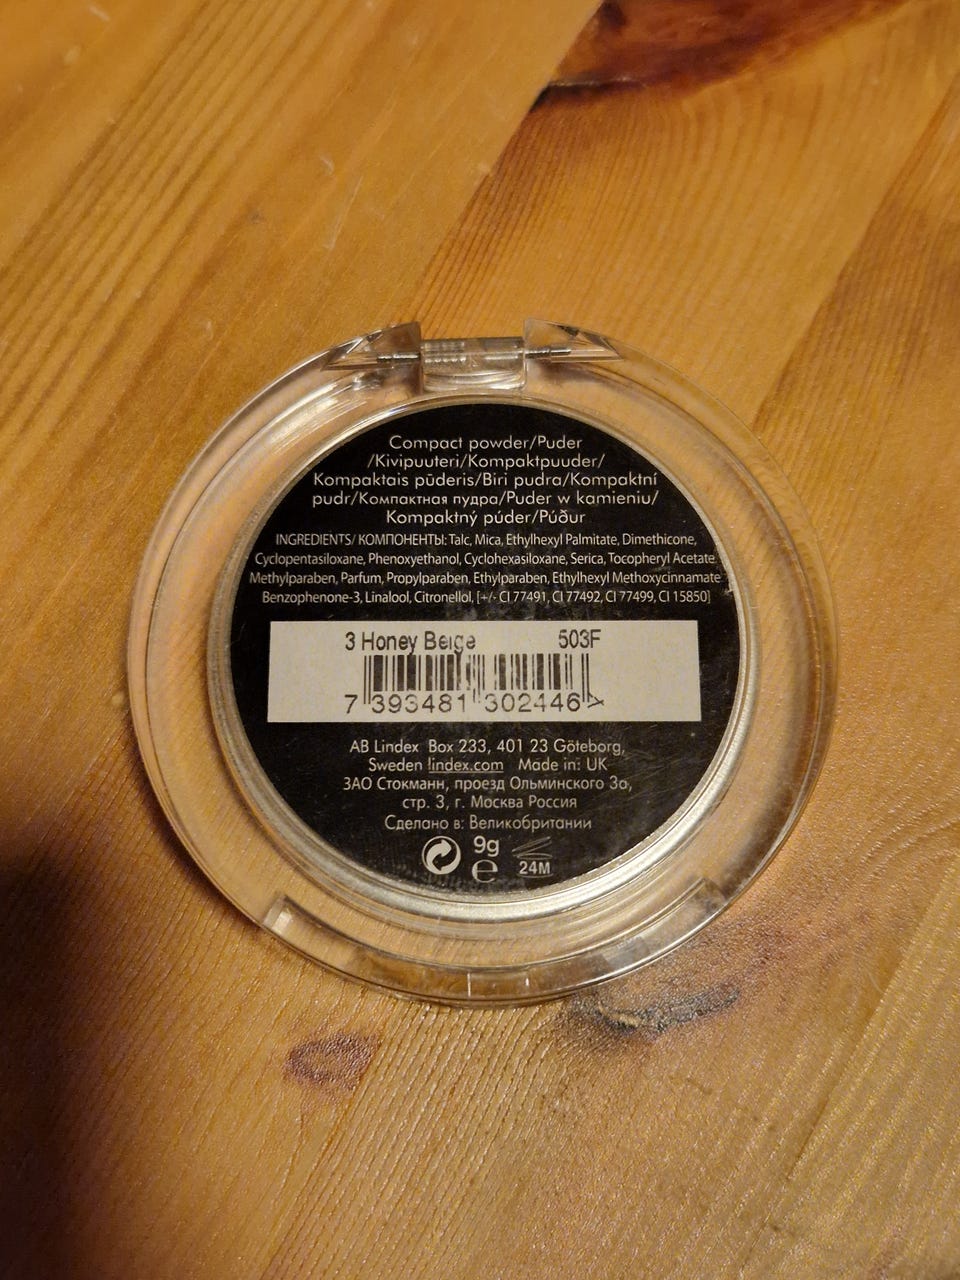 Compact powder/Puder
/Kivipuuteri/Kompaktpuuder/
Kompaktais pūderis/Biri pudra/Kompaktní
pudr/Компактная пудра/Puder w kamieniu/
Kompaktný púder/Púður
INGREDIENTS/ КОМПОНЕНТЫ: Talc, Mica, Ethylhexyl Palmitate, Dimethicone,
Cyclopentasiloxane, Phenoxyethanol, Cyclohexasiloxane, Serica, Tocopheryl Acetate,
Methylparaben, Parfum, Propylparaben, Ethylparaben, Ethylhexyl Methoxycinnamate
Benzophenone-3, Linalool, Citronellol, [+/- CI 77491, CI 77492, CI 77499, CI 15850]
3 Honey Beige 503F
7 393481 302446 >
AB Lindex Box 233, 401 23 Göteborg,
Sweden lindex.com Made in: UK
ЗАО Стокманн, проезд Ольминского 3а,
стр. 3, г. Москва Россия
Сделано в: Великобритании
9g
e 24M